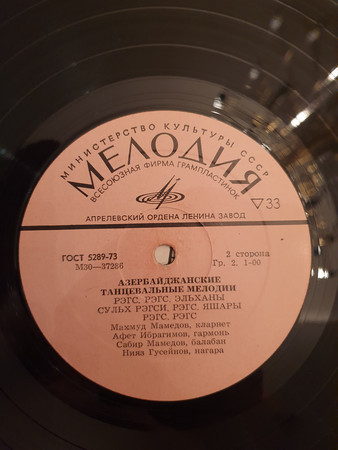 МИНИСТЕРСТВО КУЛЬТУРЫ СССР
МЕЛОДИЯ
ВСЕСОЮЗНАЯ ФИРМА ГРАМПЛАСТИНОК
33
АПРЕЛЕВСКИЙ ОРДЕНА ЛЕНИНА ЗАВОД
ГОСТ 5289-73
2 сторона
М30—37286
Гр. 2. 1-00
АЗЕРБАЙДЖАНСКИЕ
ТАНЦЕВАЛЬНЫЕ МЕЛОДИИ
РЭГС, РЭГС, ЭЛЬХАНЫ
СУЛЬХ РЭГСИ, РЭГС, ЯШАРЫ
РЭГС, РЭГС
Махмуд Мамедов, кларнет
Афет Ибрагимов, гармонь
Сабир Мамедов, балабан
Нияз Гусейнов, нагара